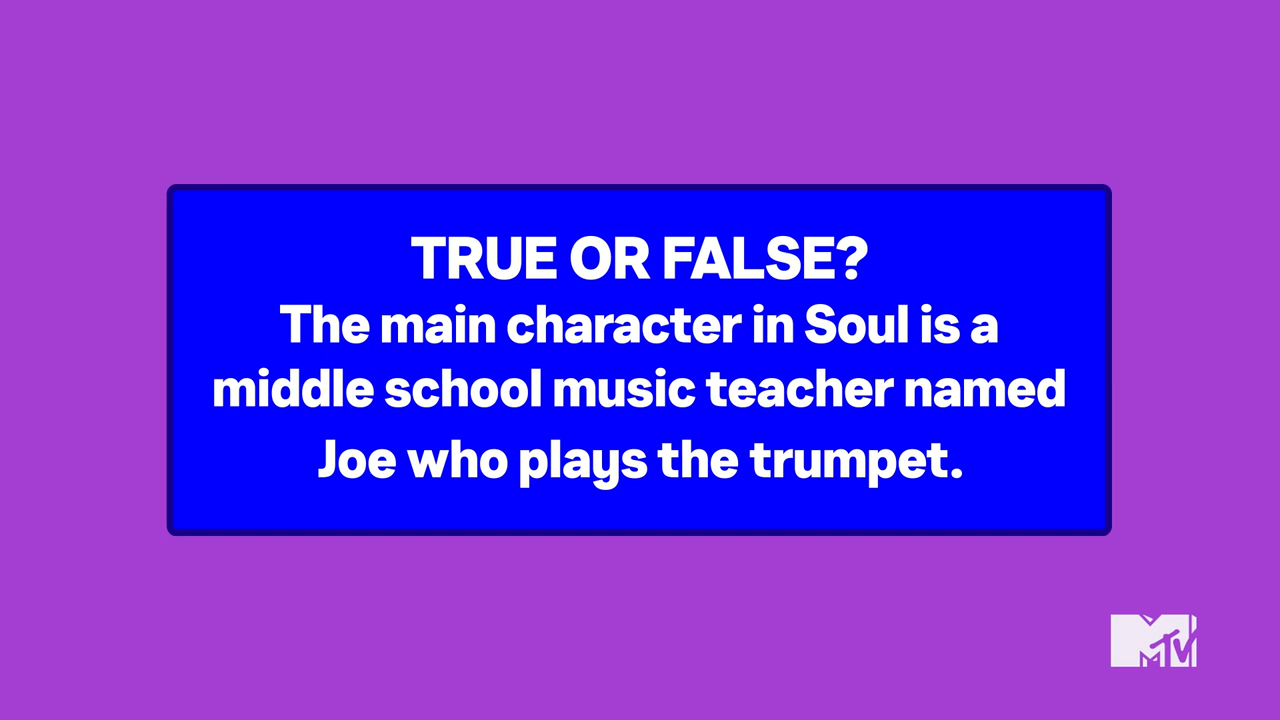 TRUE OR FALSE?
The main character in Soul is a
middle school music teacher named
Joe who plays the trumpet.
MTV